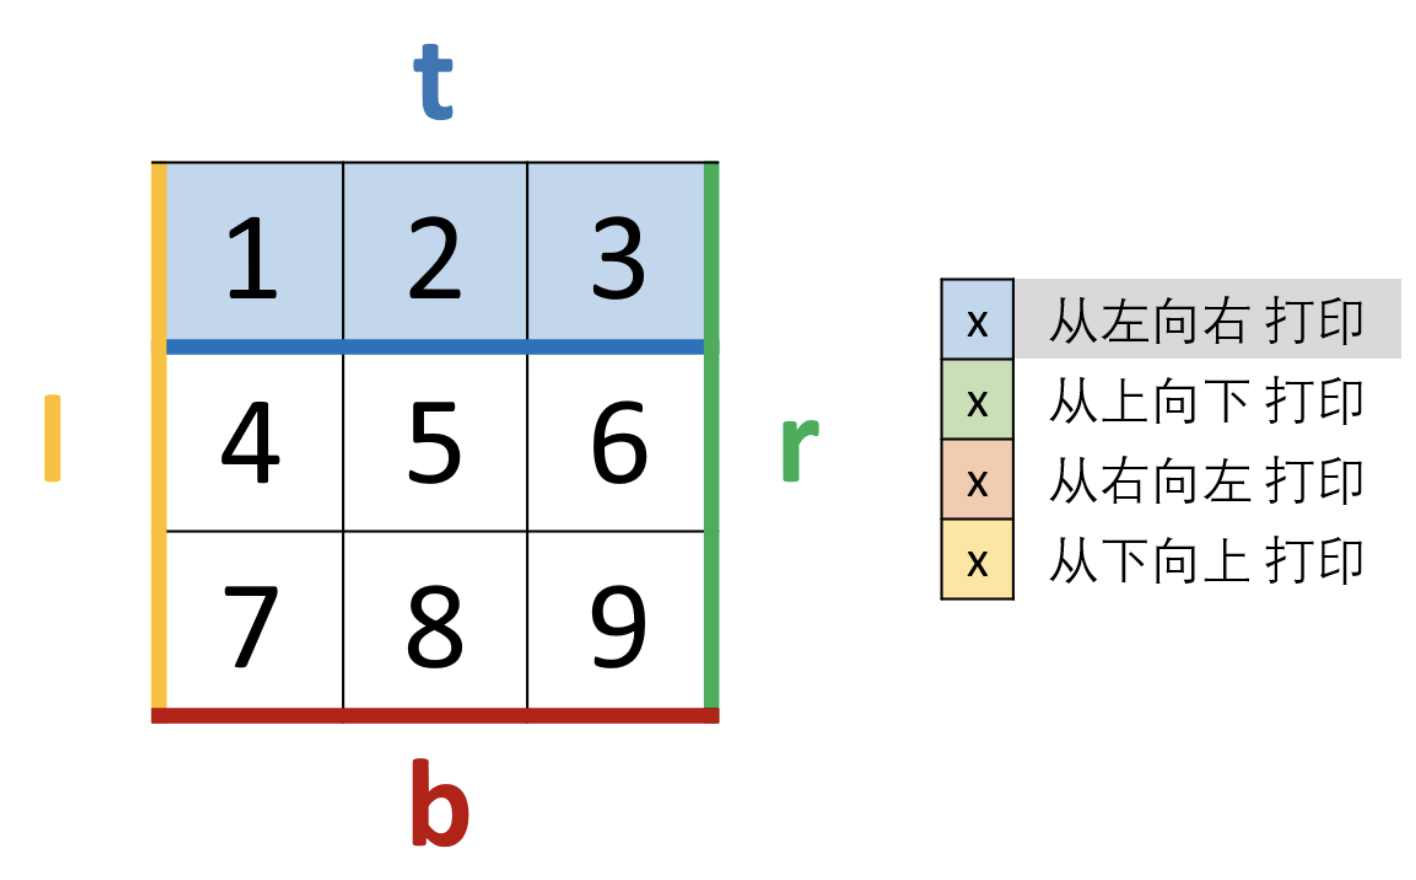 t
1 2 3
x 从左向右 打印
x 从上向下 打印
l 4 5 6 r
x 从右向左 打印
x 从下向上 打印
7 8 9
b